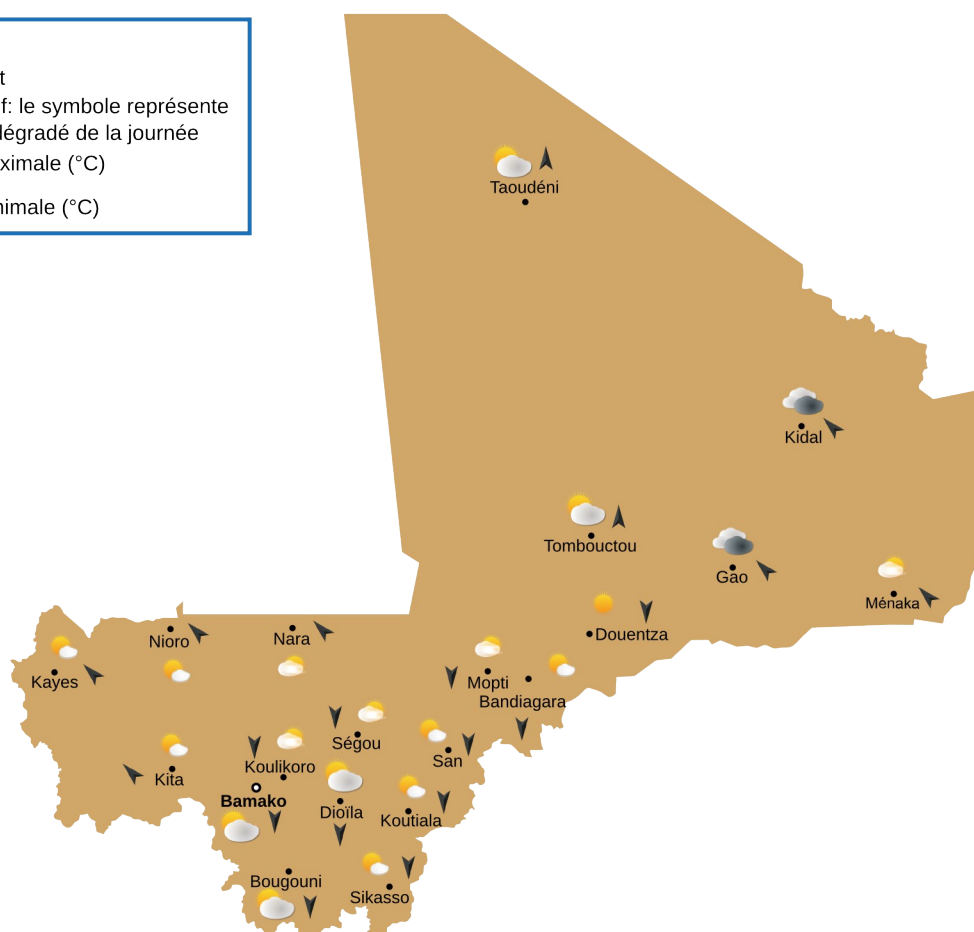 t
f: le symbole représente
dégradé de la journée
ximale (°C)
nimale (°C)
Taoudéni
Kidal
Tombouctou
Gao
Ménaka
Douentza
Nioro
Nara
Kayes
Mopti
Bandiagara
Ségou
San
Koulikoro
Kita
Bamako
Dioïla
Koutiala
Bougouni
Sikasso